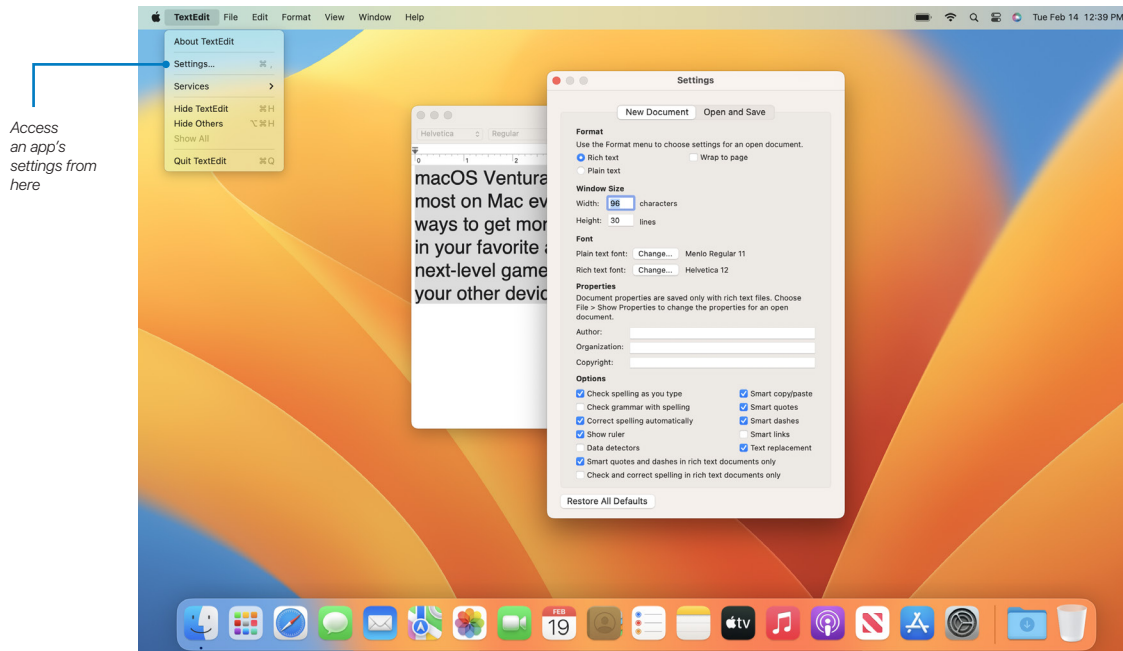 TextEdit File Edit Format View Window Help
Tue Feb 14 12:39 PM
About TextEdit
Settings... ⌘ ,
Services >
Hide TextEdit ⌘ H
Hide Others ⌥ ⌘ H
Show All
Quit TextEdit ⌘ Q
Access
an app's
settings from
here
Helvetica Regular
0 1 2
macOS Ventura
most on Mac ev
ways to get mor
in your favorite
next-level game
your other devic
Settings
New Document Open and Save
Format
Use the Format menu to choose settings for an open document.
Rich text Wrap to page
Plain text
Window Size
Width: 96 characters
Height: 30 lines
Font
Plain text font: Change... Menlo Regular 11
Rich text font: Change... Helvetica 12
Properties
Document properties are saved only with rich text files. Choose
File > Show Properties to change the properties for an open
document.
Author:
Organization:
Copyright:
Options
Check spelling as you type Smart copy/paste
Check grammar with spelling Smart quotes
Correct spelling automatically Smart dashes
Show ruler Smart links
Data detectors Text replacement
Smart quotes and dashes in rich text documents only
Check and correct spelling in rich text documents only
Restore All Defaults
FEB
19
tv